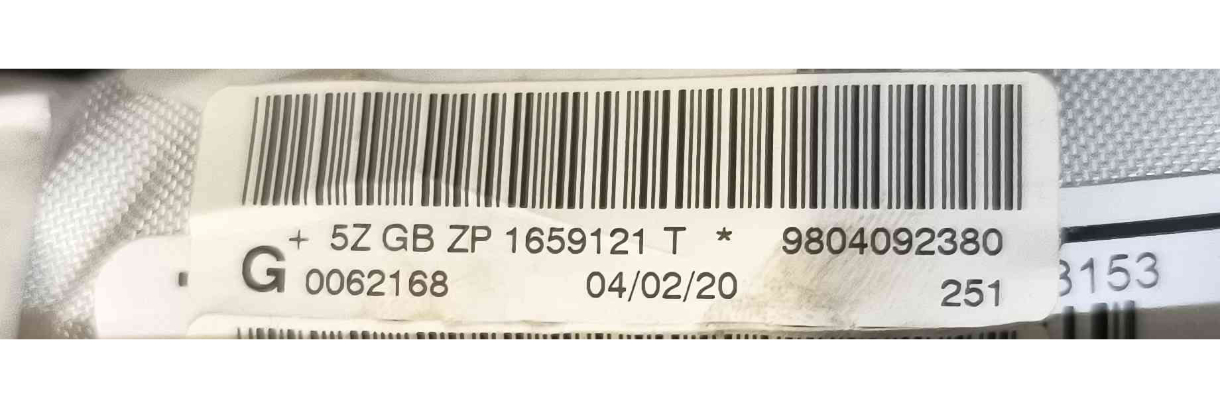 + 5Z GB ZP 1659121 T * 9804092380
G 0062168 04/02/20 251
3153